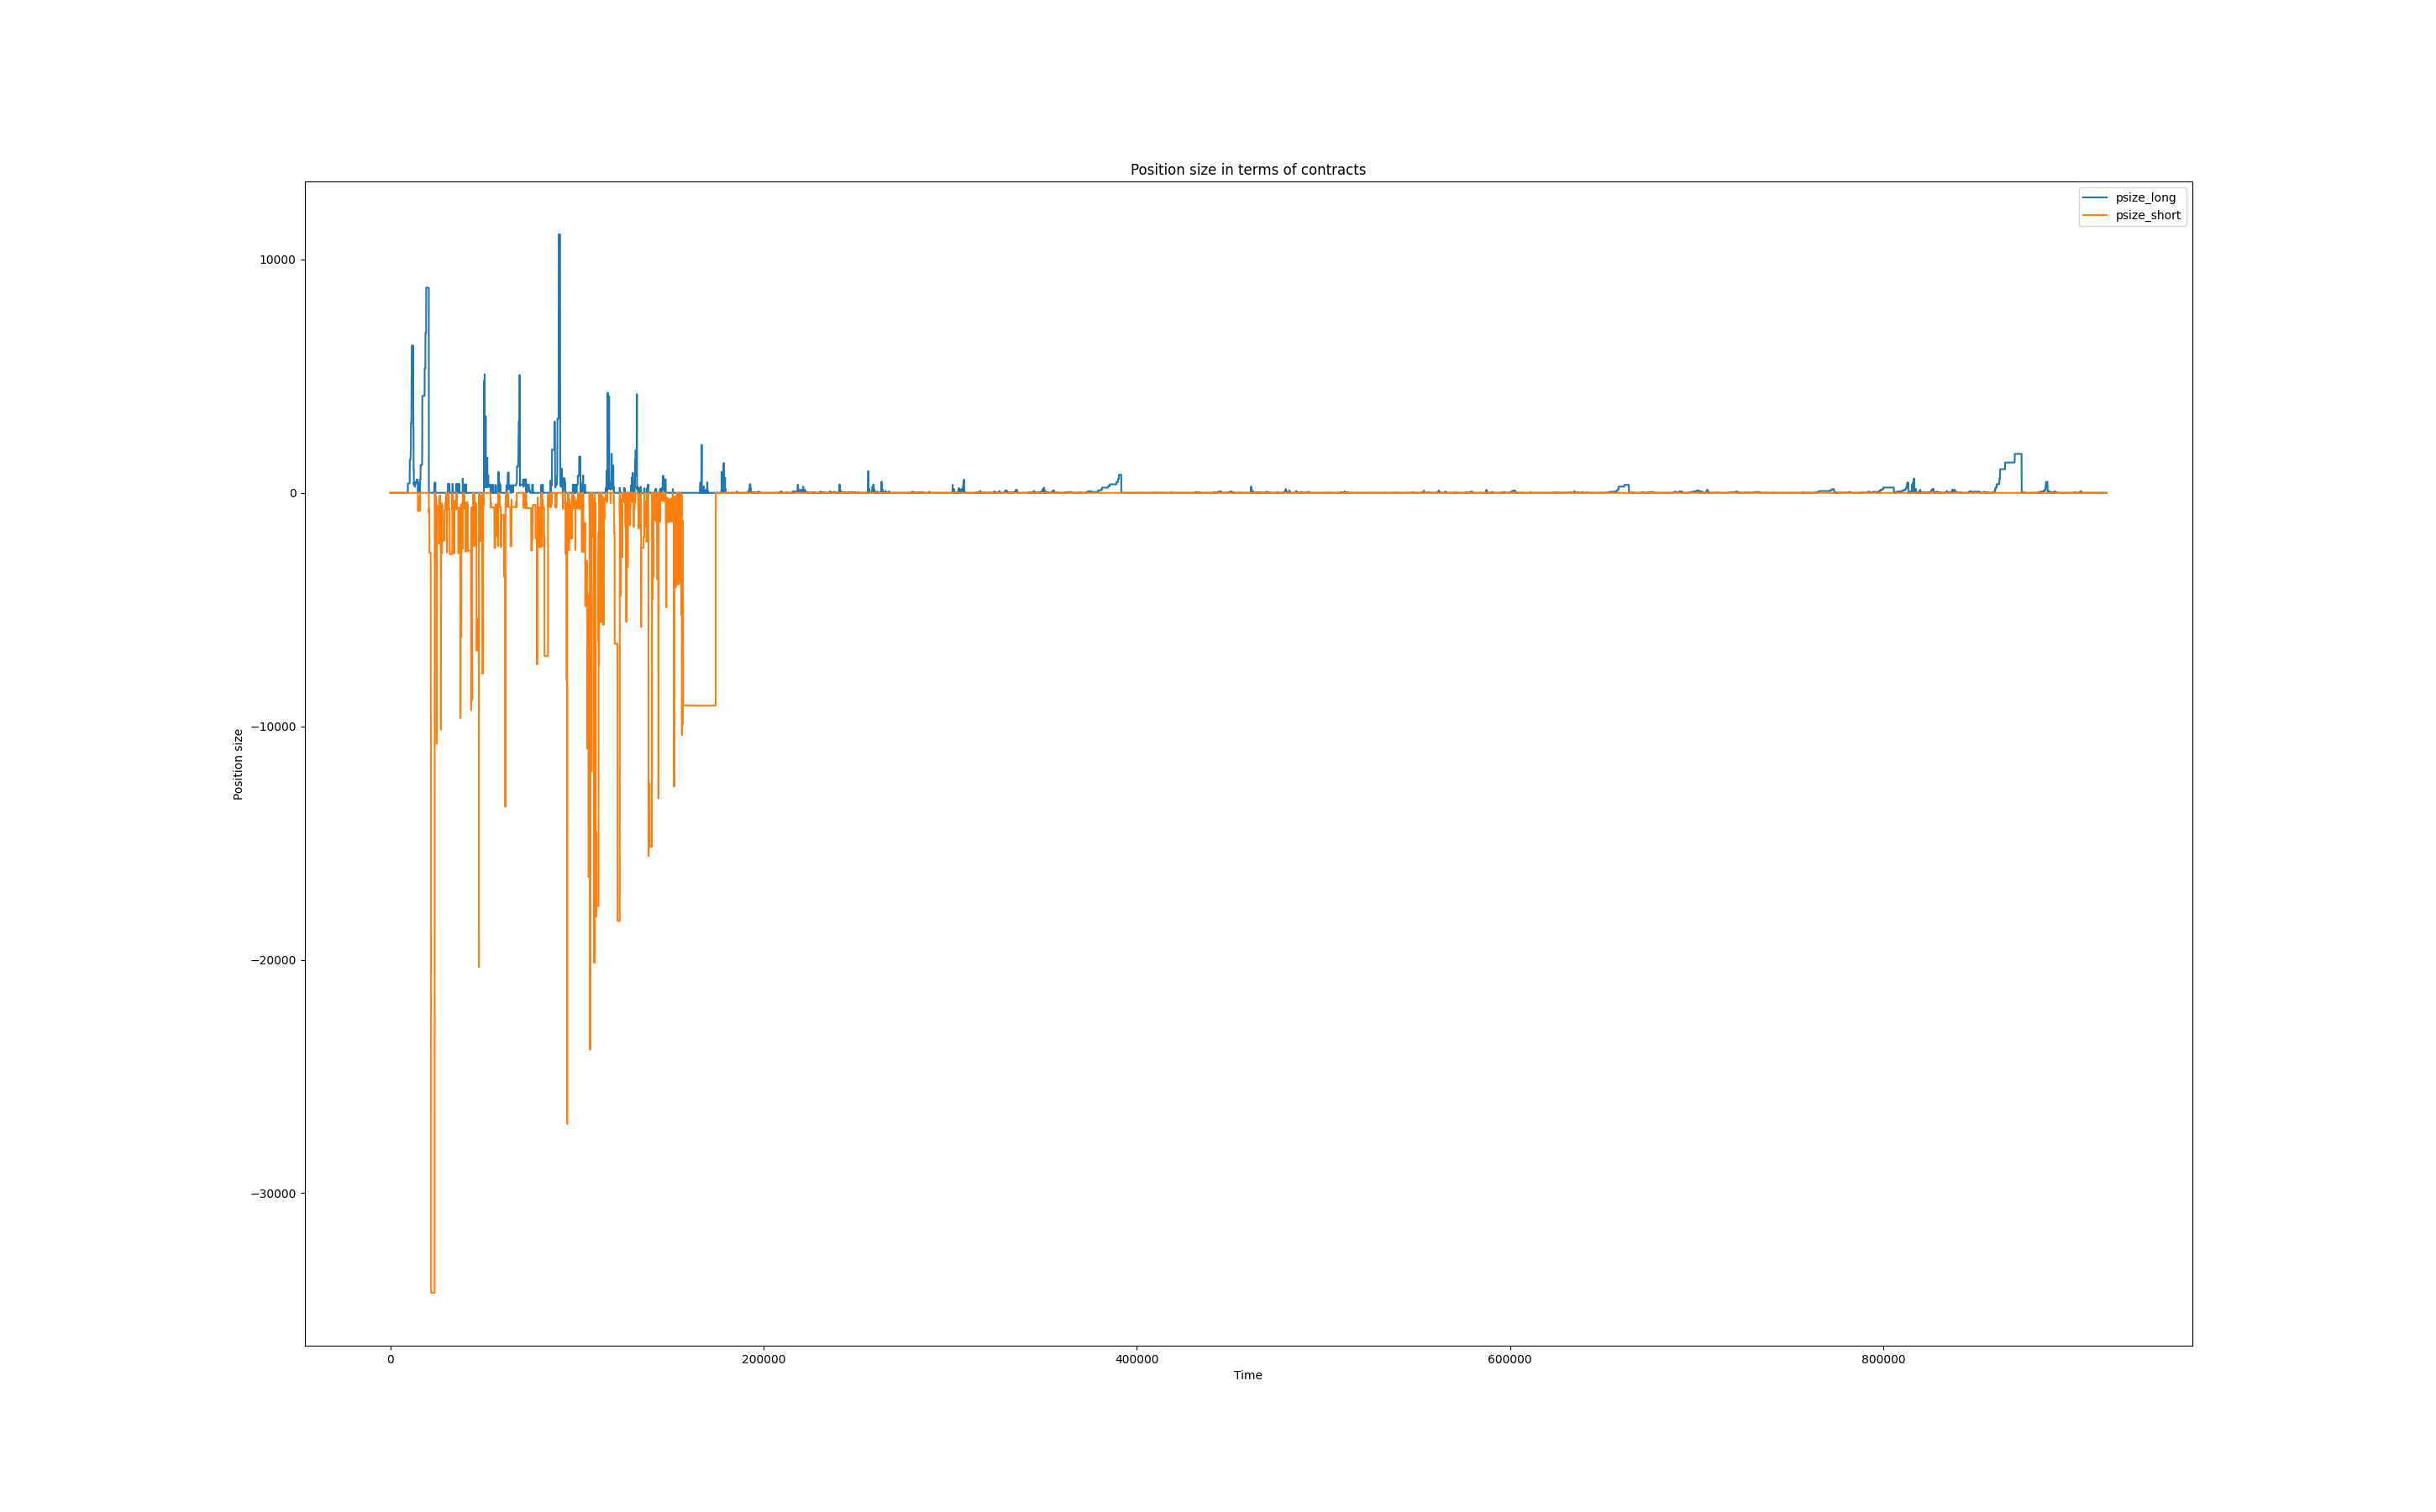 Position size in terms of contracts
psize_long
psize_short
10000
0
−10000
−20000
−30000
Position size
0
200000
400000
600000
800000
Time